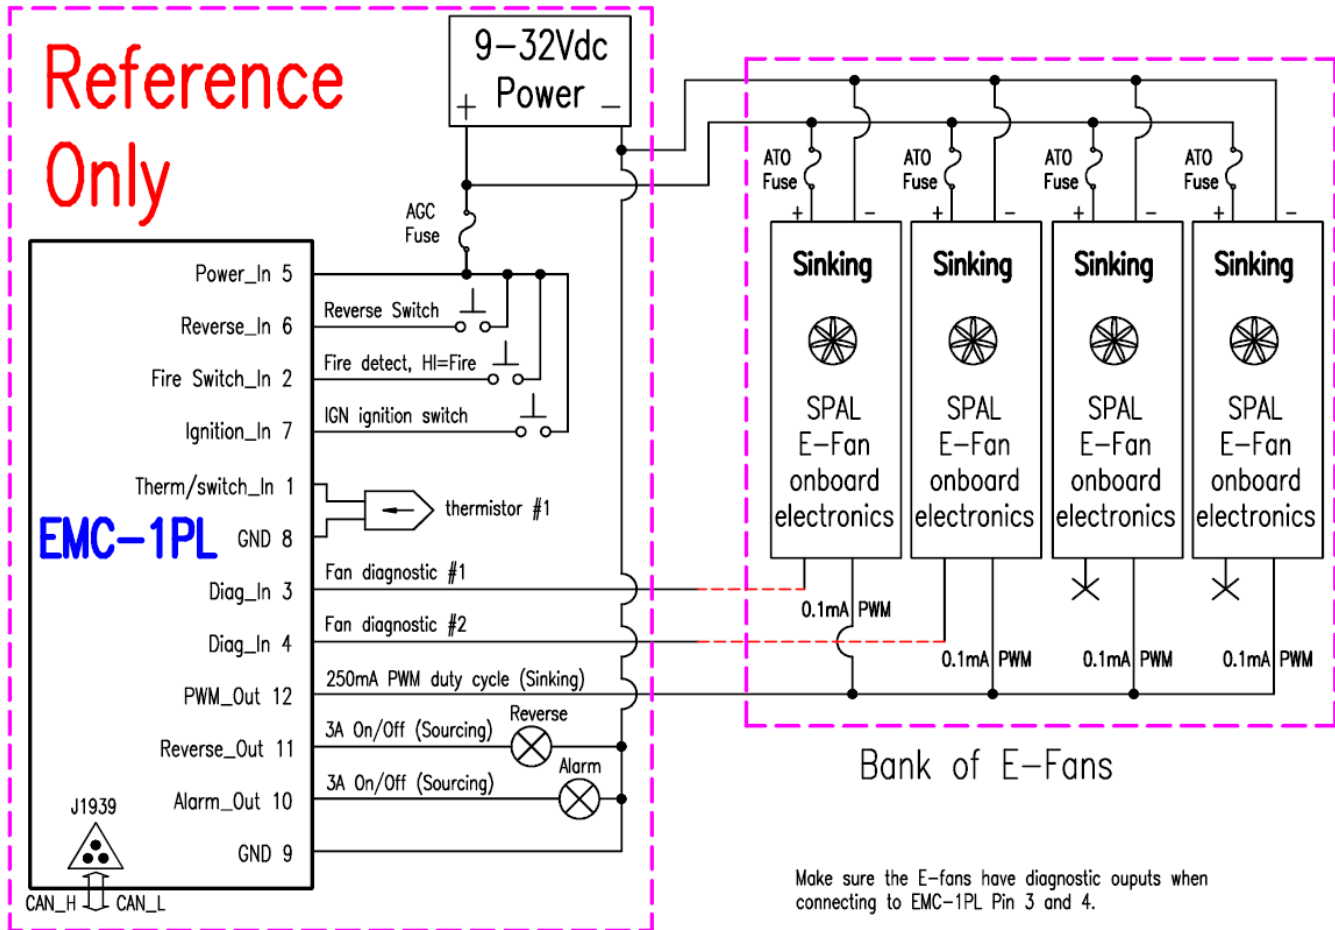 Reference
Only
9-32Vdc
Power
+ −
AGC
Fuse
Power_In 5
Reverse_In 6
Reverse Switch
Fire Switch_In 2
Fire detect, HI=Fire
Ignition_In 7
IGN ignition switch
Therm/switch_In 1
thermistor #1
EMC-1PL
GND 8
Diag_In 3
Fan diagnostic #1
Diag_In 4
Fan diagnostic #2
PWM_Out 12
250mA PWM duty cycle (Sinking)
Reverse_Out 11
3A On/Off (Sourcing)
Reverse
Alarm_Out 10
3A On/Off (Sourcing)
Alarm
GND 9
J1939
CAN_H
CAN_L
ATO
Fuse
+ −
Sinking
SPAL
E-Fan
onboard
electronics
0.1mA PWM
ATO
Fuse
+ −
Sinking
SPAL
E-Fan
onboard
electronics
0.1mA PWM
ATO
Fuse
+ −
Sinking
SPAL
E-Fan
onboard
electronics
0.1mA PWM
ATO
Fuse
+ −
Sinking
SPAL
E-Fan
onboard
electronics
0.1mA PWM
Bank of E-Fans
Make sure the E-fans have diagnostic ouputs when
connecting to EMC-1PL Pin 3 and 4.